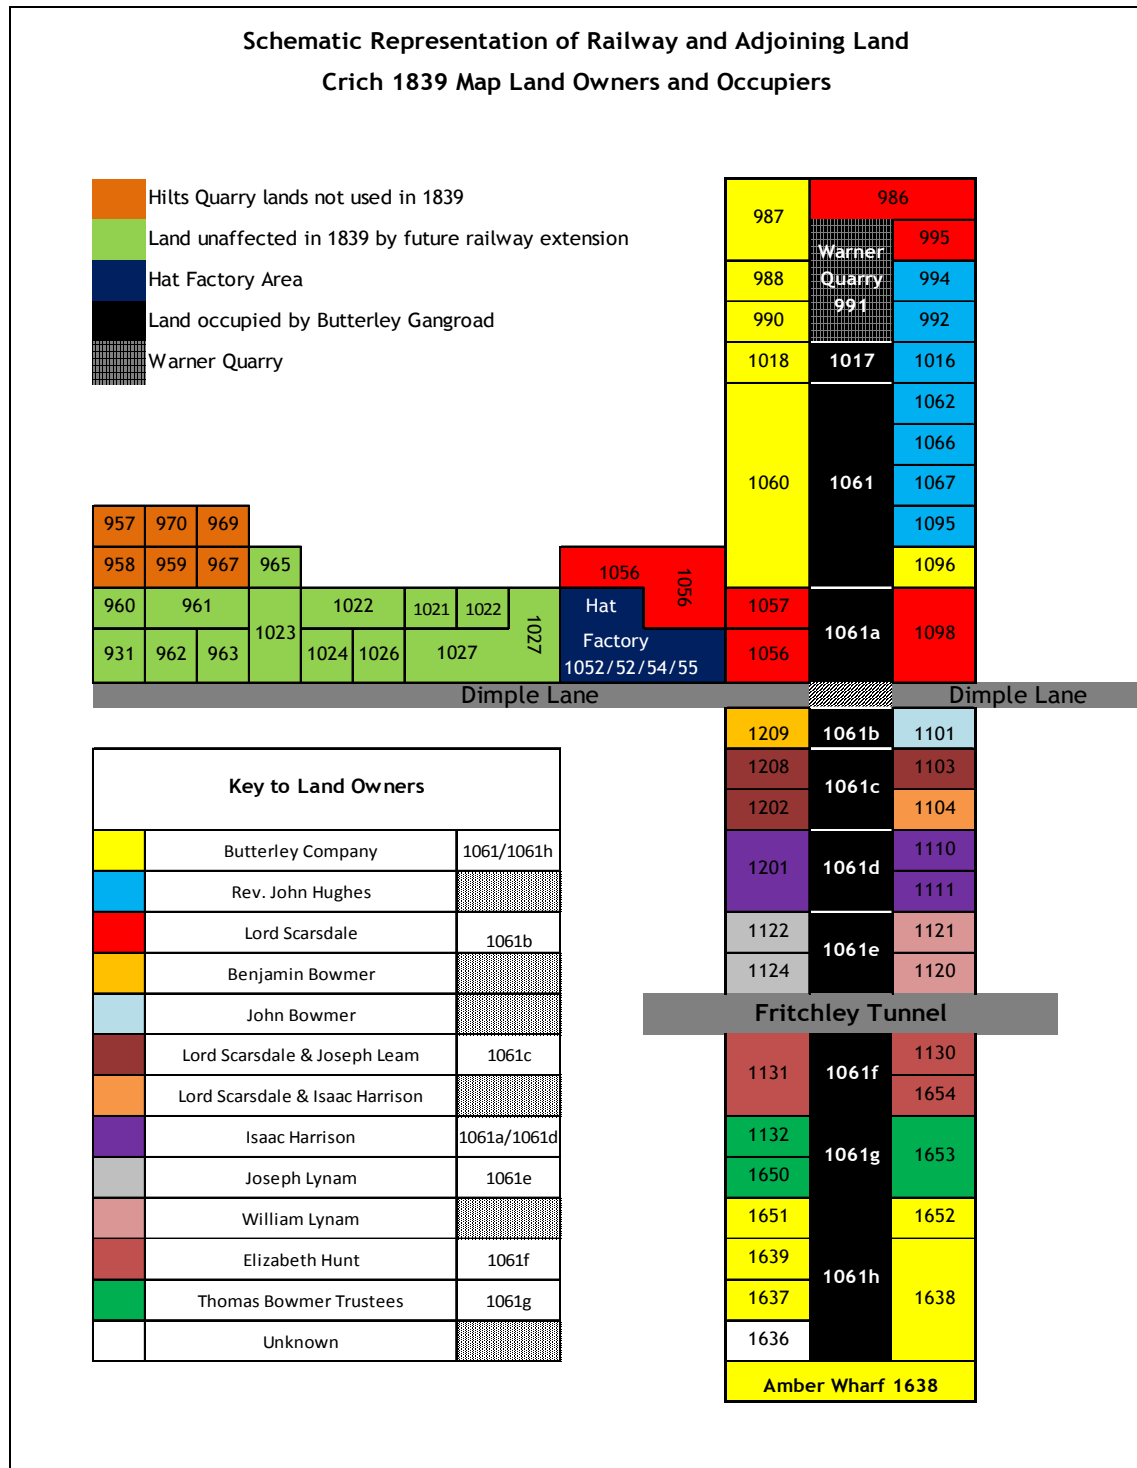 Schematic Representation of Railway and Adjoining Land
Crich 1839 Map Land Owners and Occupiers
Hilts Quarry lands not used in 1839
Land unaffected in 1839 by future railway extension
Hat Factory Area
Land occupied by Butterley Gangroad
Warner Quarry
987
986
Warner
Quarry
991
995
988
994
990
992
1018
1017
1016
1060
1061
1062
1066
1067
1095
1096
957
970
969
958
959
967
965
960
961
1023
1022
1021
1022
1027
931
962
963
1024
1026
1027
1056
1056
Hat
Factory
1052/52/54/55
1057
1056
1061a
1098
Dimple Lane
Dimple Lane
1209
1061b
1101
1208
1061c
1103
1202
1104
1201
1061d
1110
1111
1122
1061e
1121
1124
1120
Fritchley Tunnel
1131
1061f
1130
1654
1132
1061g
1653
1650
1651
1652
1639
1061h
1638
1637
1636
Amber Wharf 1638
Key to Land Owners
Butterley Company 1061/1061h
Rev. John Hughes
Lord Scarsdale 1061b
Benjamin Bowmer
John Bowmer
Lord Scarsdale & Joseph Leam 1061c
Lord Scarsdale & Isaac Harrison
Isaac Harrison 1061a/1061d
Joseph Lynam 1061e
William Lynam
Elizabeth Hunt 1061f
Thomas Bowmer Trustees 1061g
Unknown